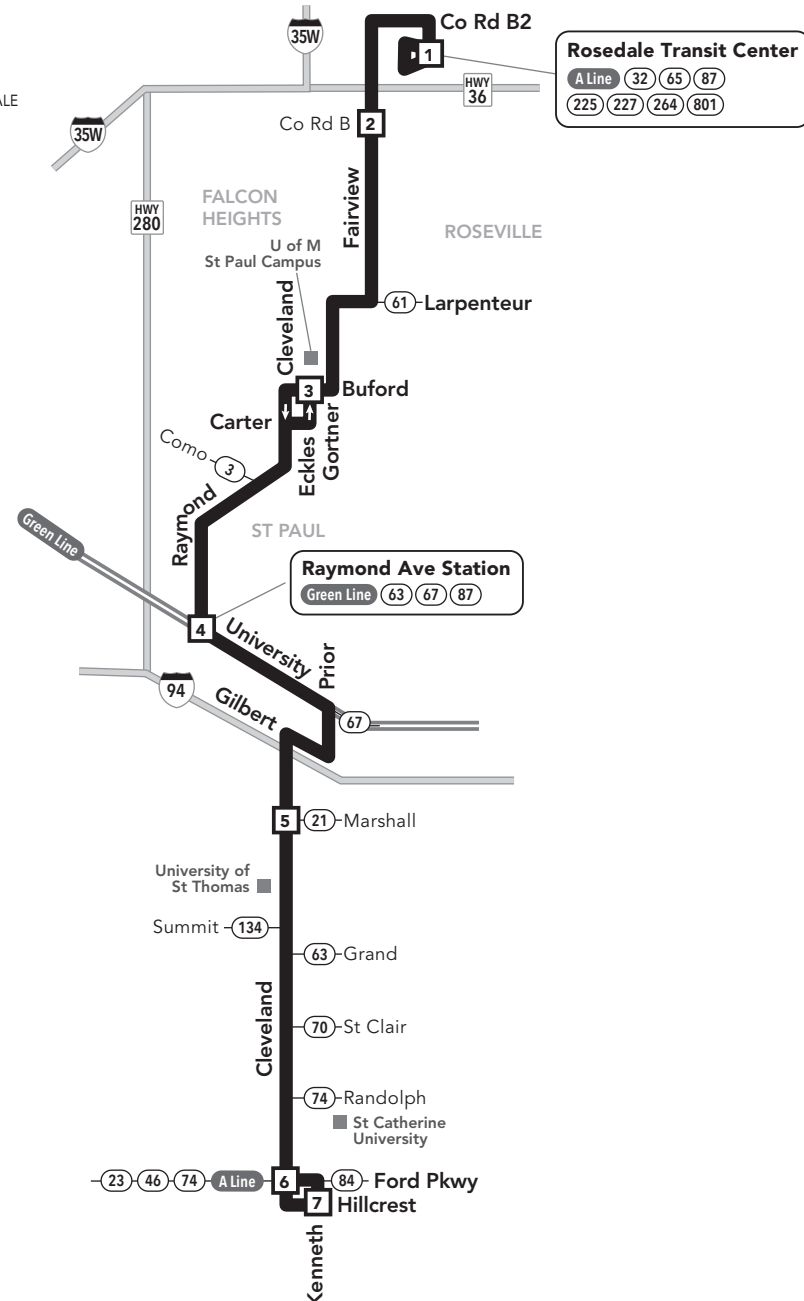 35W
Co Rd B2
1
Rosedale Transit Center
A Line 32 65 87
225 227 264 801
HWY
36
ALE
35W
Co Rd B 2
HWY
280
FALCON
HEIGHTS
Fairview
ROSEVILLE
U of M
St Paul Campus
61 Larpenteur
Cleveland
3 Buford
Carter
Eckles
Gortner
Como 3
Raymond
ST PAUL
Green Line
Raymond Ave Station
Green Line 63 67 87
4
University
Prior
94
Gilbert
67
5 21 Marshall
University of
St Thomas
Summit 134
63 Grand
Cleveland
70 St Clair
74 Randolph
St Catherine
University
23 46 74 A Line 6 84 Ford Pkwy
7 Hillcrest
Kenneth